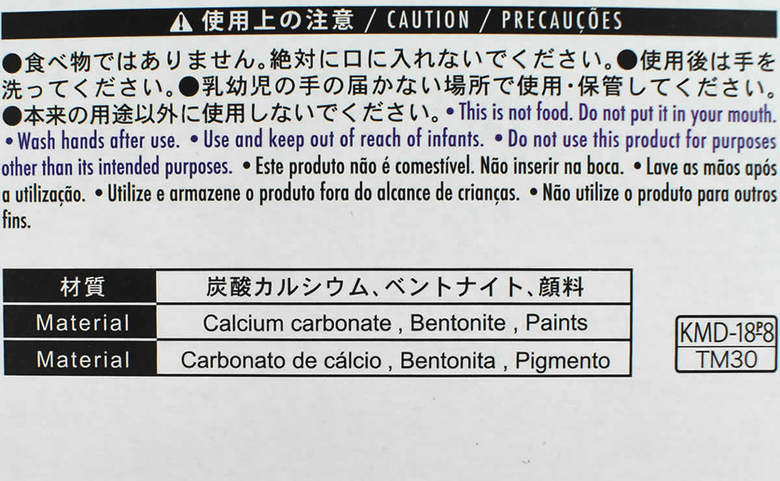 ⚠ 使用上の注意 / CAUTION / PRECAUÇÕES
●食べ物ではありません。絶対に口に入れないでください。●使用後は手を
洗ってください。●乳幼児の手の届かない場所で使用・保管してください。
●本来の用途以外に使用しないでください。• This is not food. Do not put it in your mouth.
• Wash hands after use. • Use and keep out of reach of infants. • Do not use this product for purposes
other than its intended purposes. • Este produto não é comestível. Não inserir na boca. • Lave as mãos após
a utilização. • Utilize e armazene o produto fora do alcance de crianças. • Não utilize o produto para outros
fins.
材質 炭酸カルシウム、ベントナイト、顔料
Material Calcium carbonate , Bentonite , Paints
Material Carbonato de cálcio , Bentonita , Pigmento
KMD-18P8
TM30